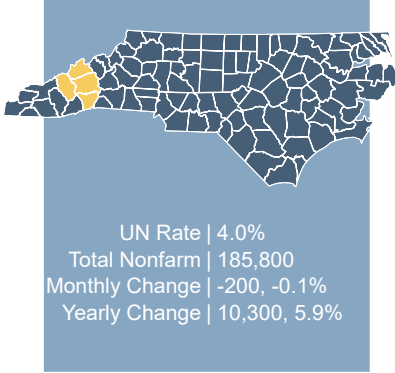 UN Rate | 4.0%
Total Nonfarm | 185,800
Monthly Change | -200, -0.1%
Yearly Change | 10,300, 5.9%